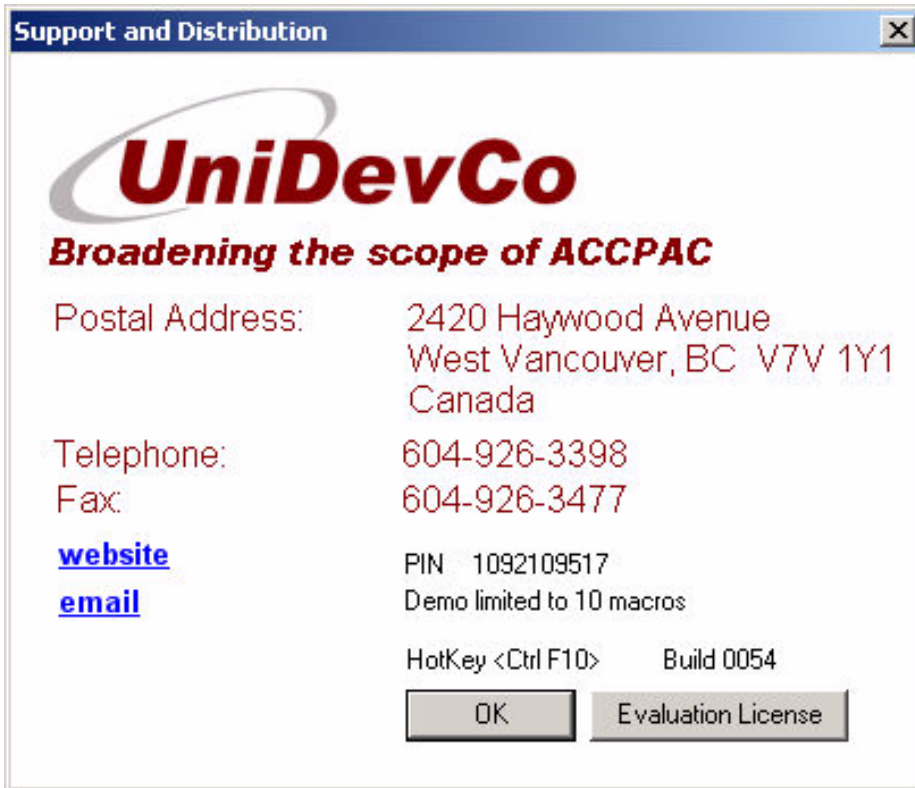 Support and Distribution
UniDevCo
Broadening the scope of ACCPAC
Postal Address: 2420 Haywood Avenue
West Vancouver, BC V7V 1Y1
Canada
Telephone: 604-926-3398
Fax: 604-926-3477
website PIN 1092109517
email Demo limited to 10 macros
HotKey <Ctrl F10> Build 0054
OK Evaluation License